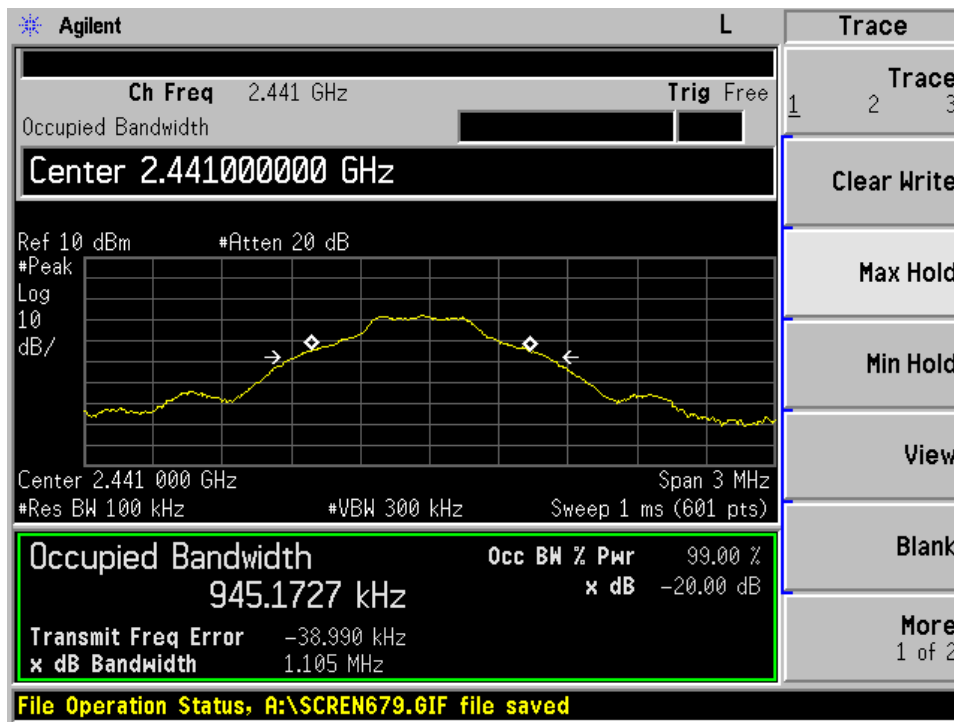 Agilent
L
Trace
Ch Freq 2.441 GHz
Trig Free
Occupied Bandwidth
Center 2.441000000 GHz
Ref 10 dBm
#Atten 20 dB
#Peak
Log
10
dB/
Center 2.441 000 GHz
Span 3 MHz
#Res BW 100 kHz
#VBW 300 kHz
Sweep 1 ms (601 pts)
Occupied Bandwidth
945.1727 kHz
Occ BW % Pwr 99.00 %
x dB -20.00 dB
Transmit Freq Error -38.990 kHz
x dB Bandwidth 1.105 MHz
File Operation Status, A:\SCREN679.GIF file saved
Trace
1 2 3
Clear Write
Max Hold
Min Hold
View
Blank
More
1 of 2